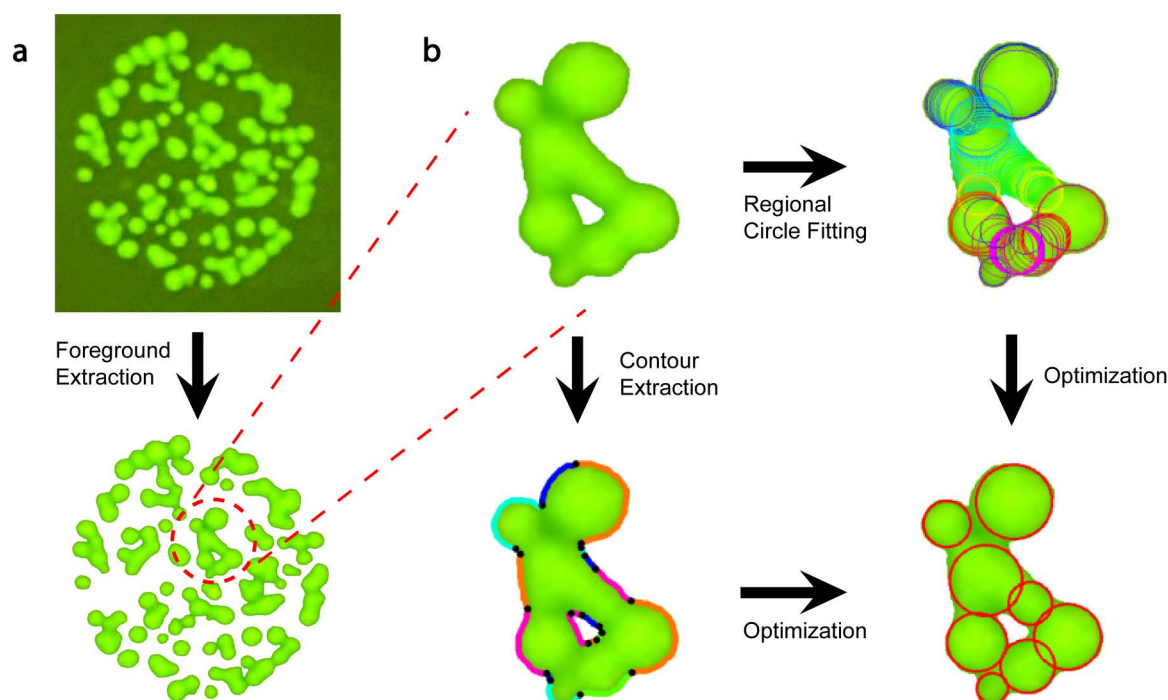 a
b
Regional
Circle Fitting
Foreground
Extraction
Contour
Extraction
Optimization
Optimization